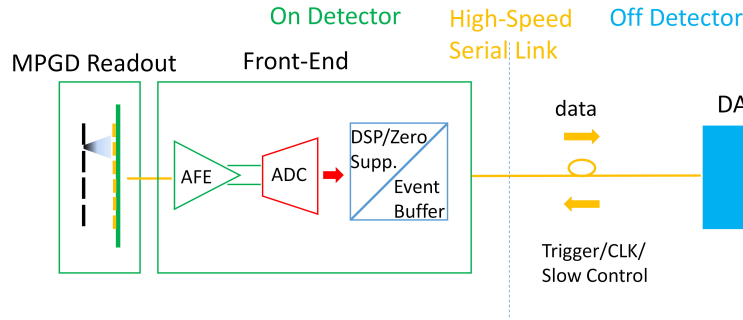 On Detector
High-Speed
Serial Link
Off Detector
MPGD Readout
Front-End
AFE
ADC
DSP/Zero
Supp.
Event
Buffer
data
Trigger/CLK/
Slow Control
DA